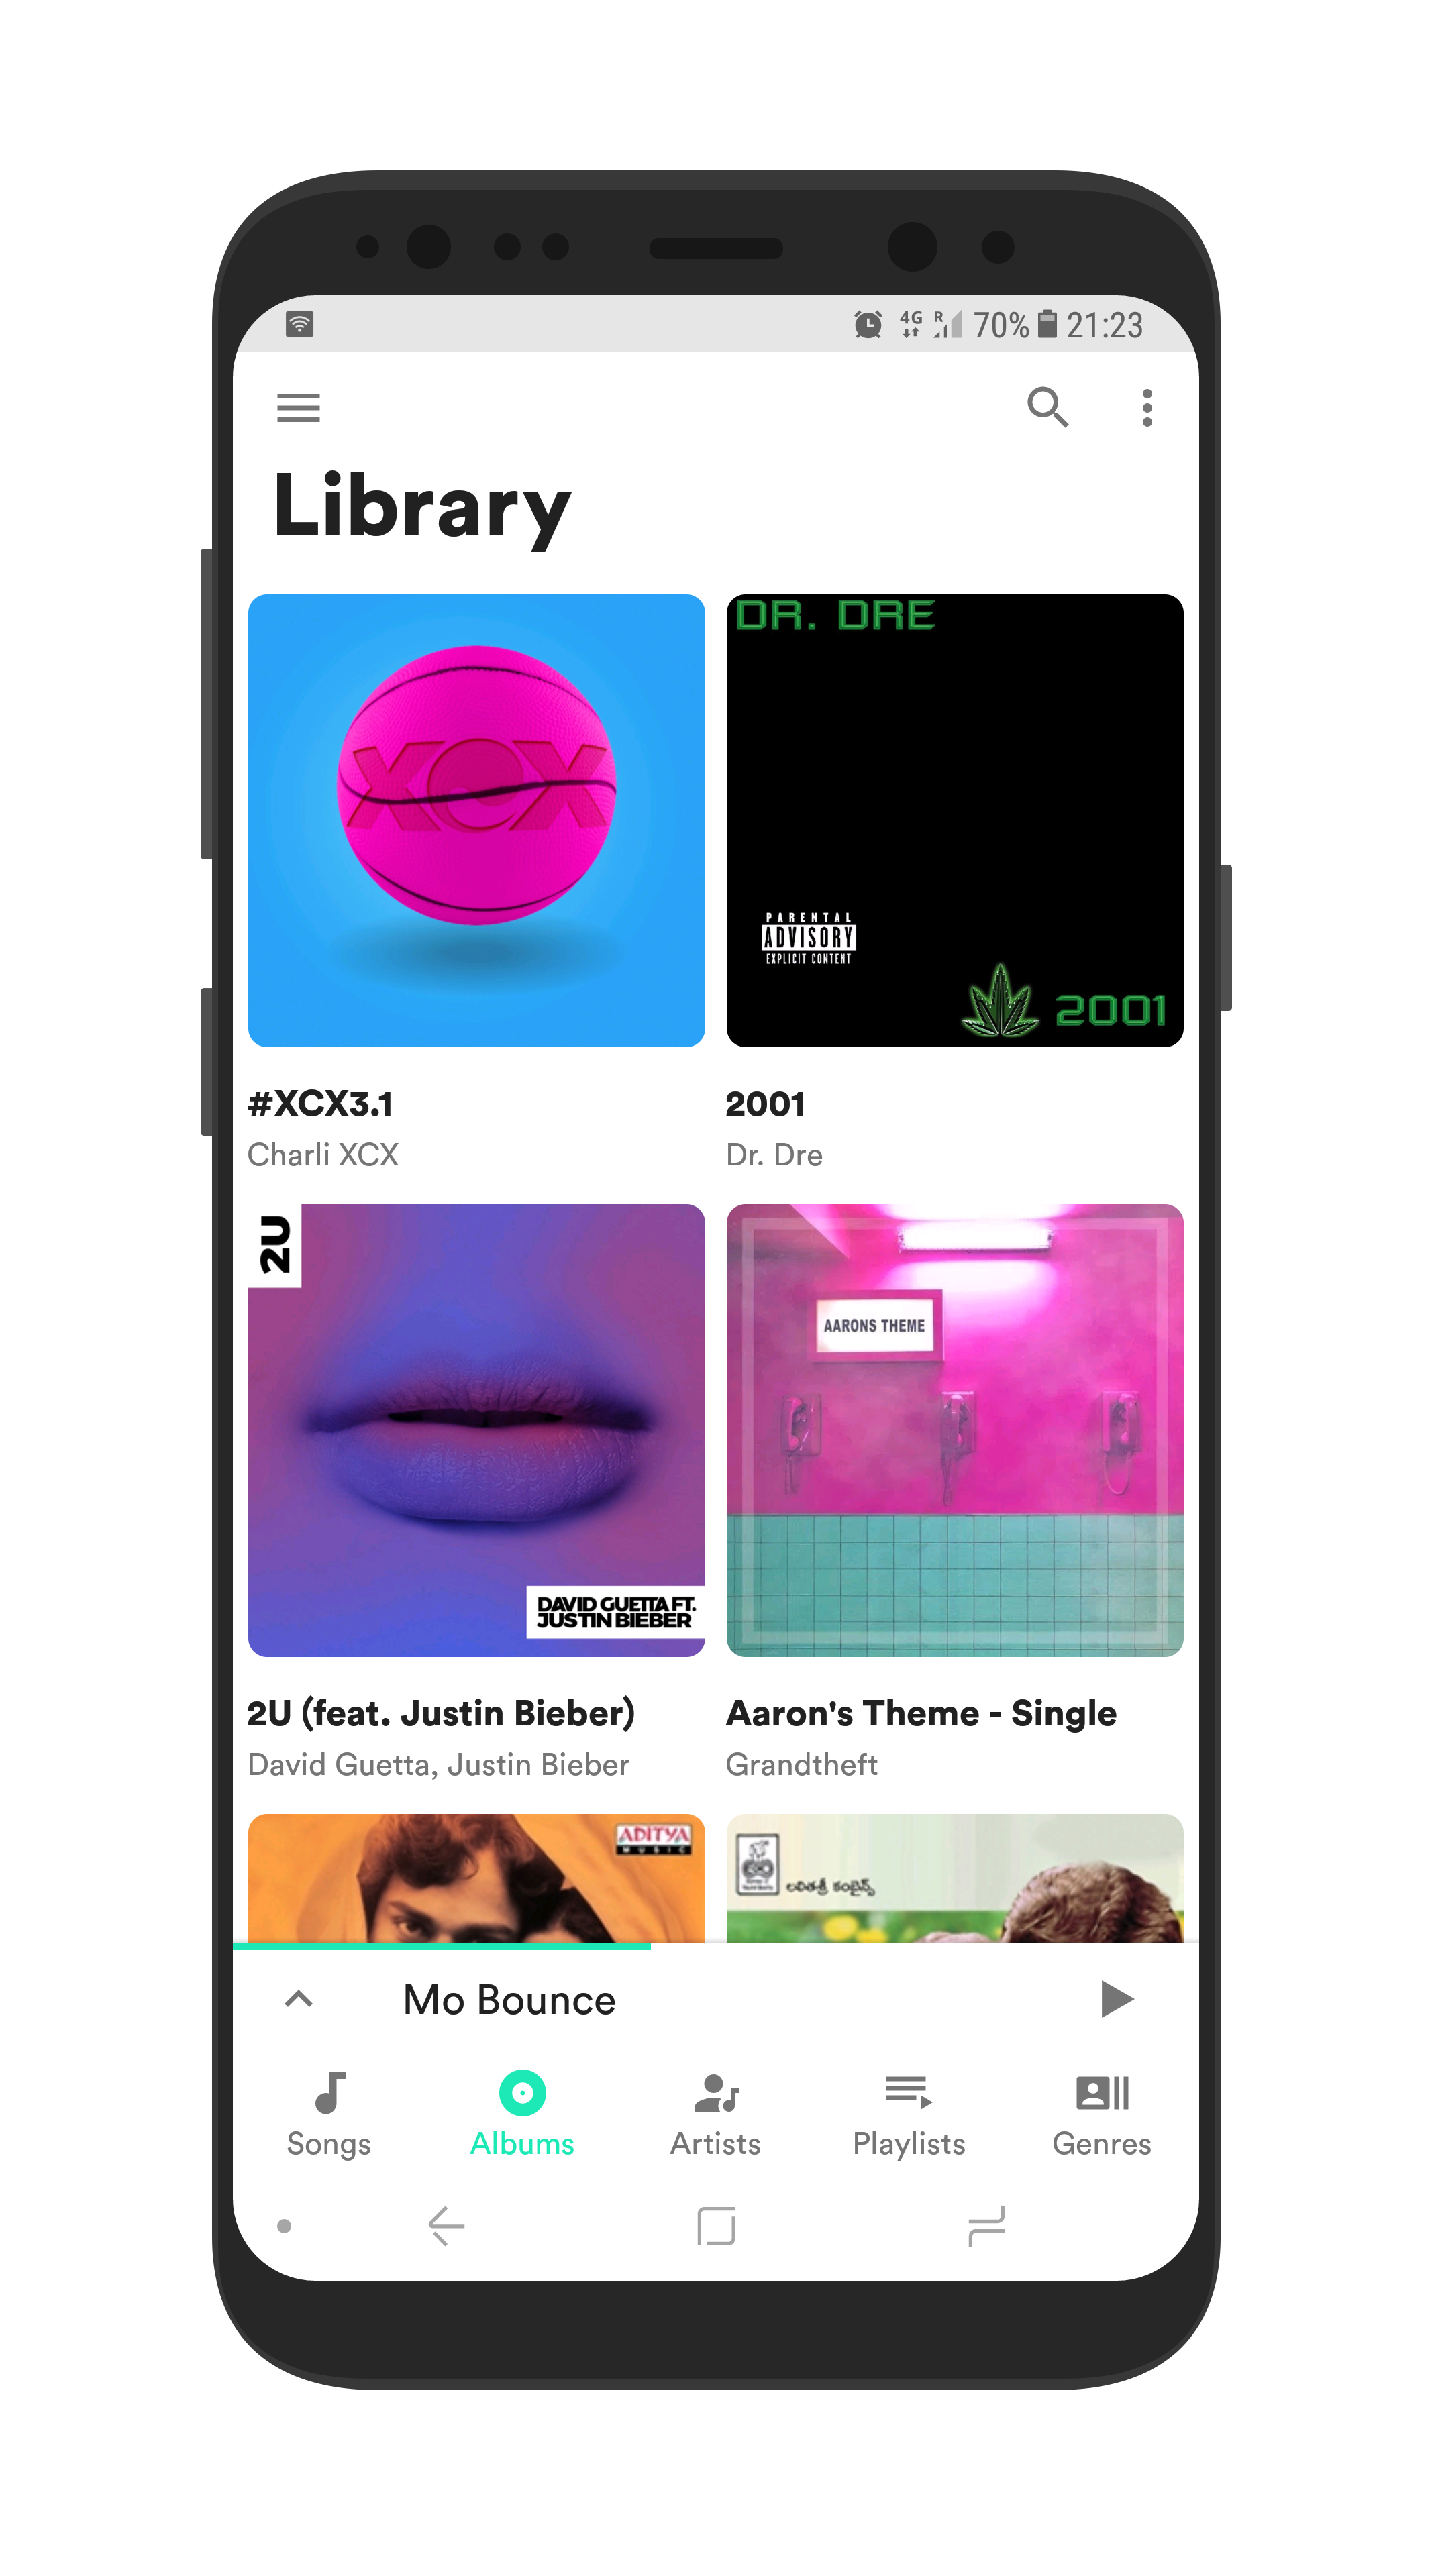 4G R 70% 21:23
Library
DR. DRE
XCX
PARENTAL
ADVISORY
EXPLICIT CONTENT
2001
#XCX3.1
2001
Charli XCX
Dr. Dre
2U
AARONS THEME
DAVID GUETTA FT.
JUSTIN BIEBER
2U (feat. Justin Bieber)
Aaron's Theme - Single
David Guetta, Justin Bieber
Grandtheft
ADITYA
MUSIC
లలితశ్రీ కంబైన్స్
Mo Bounce
Songs
Albums
Artists
Playlists
Genres